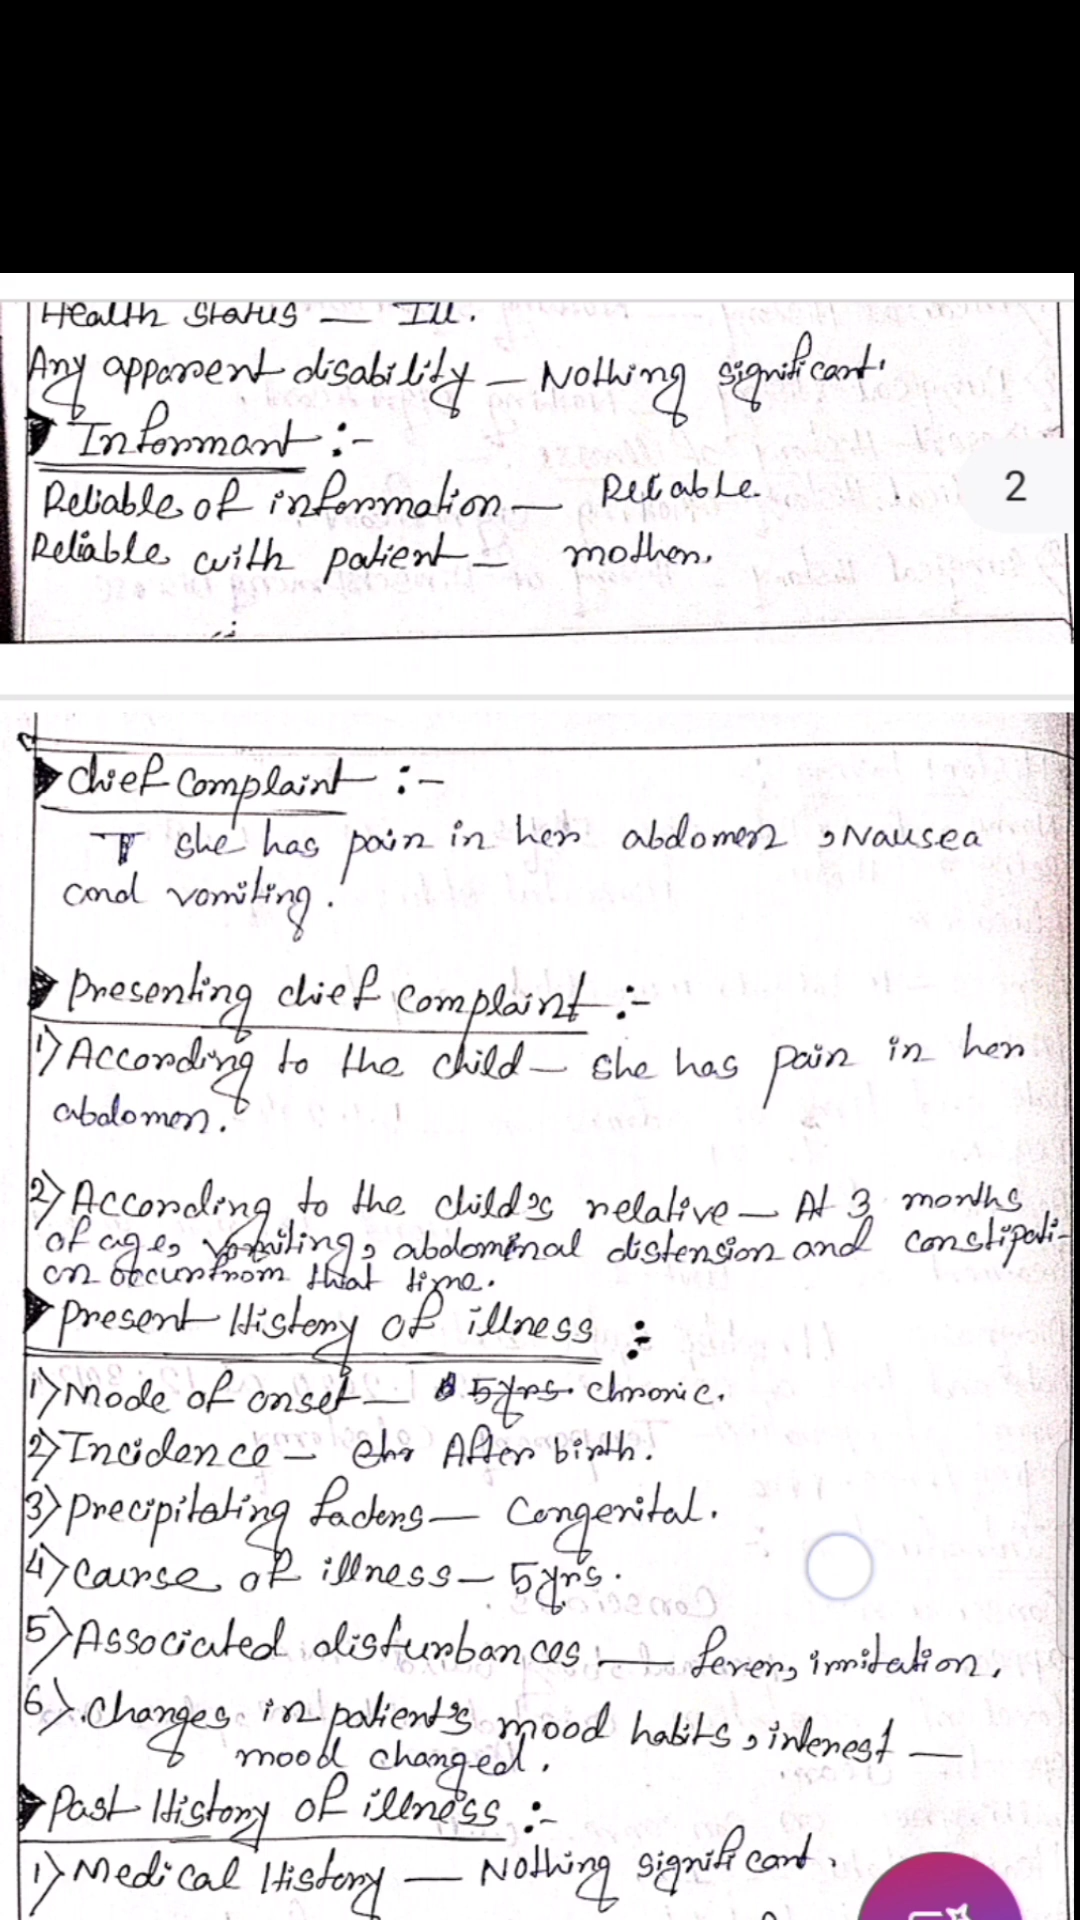 Health Status — Ill.
Any apparent disability — Nothing significant.
Informant :-
Reliable of information — Reliable.
2
Reliable with patient — mother.
Chief Complaint :-
she has pain in her abdomen, Nausea
and vomiting.
Presenting chief complaint :-
1) According to the child — she has pain in her
abdomen.
2) According to the child's relative — At 3 months
of age, vomiting, abdominal distension and constipati-
on occur from that time.
Present History of illness :-
1) Mode of onset — 5yrs. chronic.
2) Incidence — After birth.
3) Precipitating factors — Congenital.
4) Course of illness — 5yrs.
5) Associated disturbances — fever, irritation.
6) Changes in patient's mood habits, interest —
mood changed.
Past History of illness :-
1) Medical History — Nothing significant.